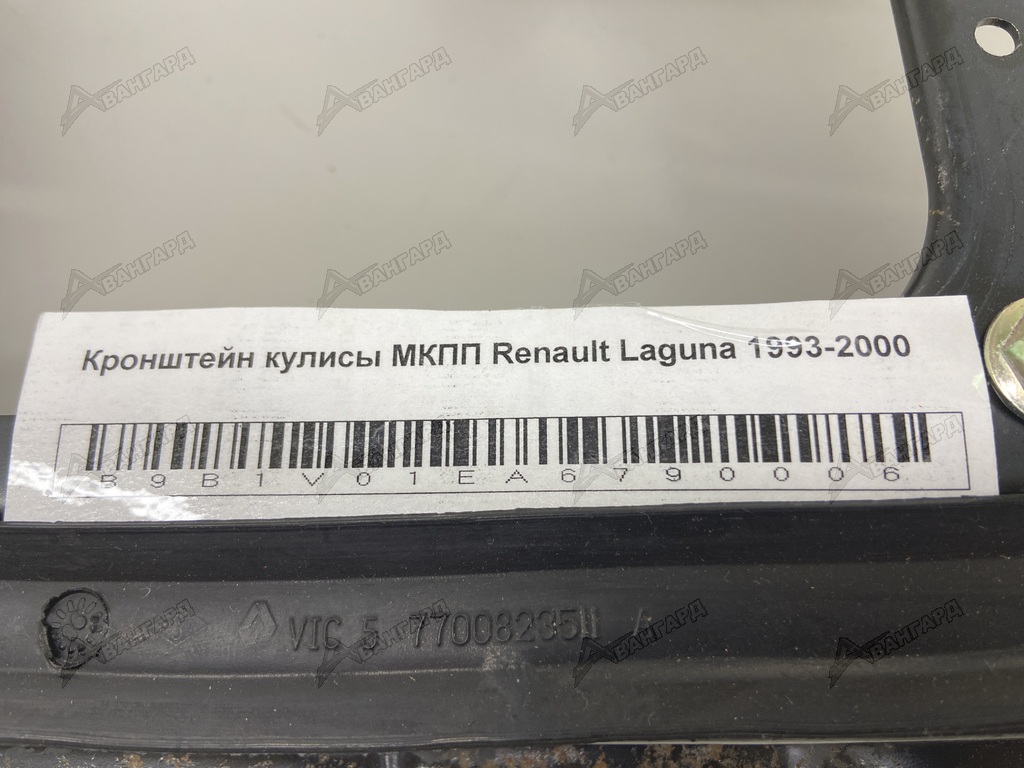 Кронштейн кулисы МКПП Renault Laguna 1993-2000
B9B1V01EA6790006
VIC 5 7700823511 A
АВАНГАРД